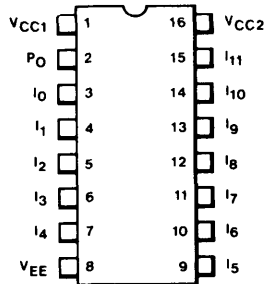 VCC1 1 16 VCC2
PO 2 15 I11
I0 3 14 I10
I1 4 13 I9
I2 5 12 I8
I3 6 11 I7
I4 7 10 I6
VEE 8 9 I5